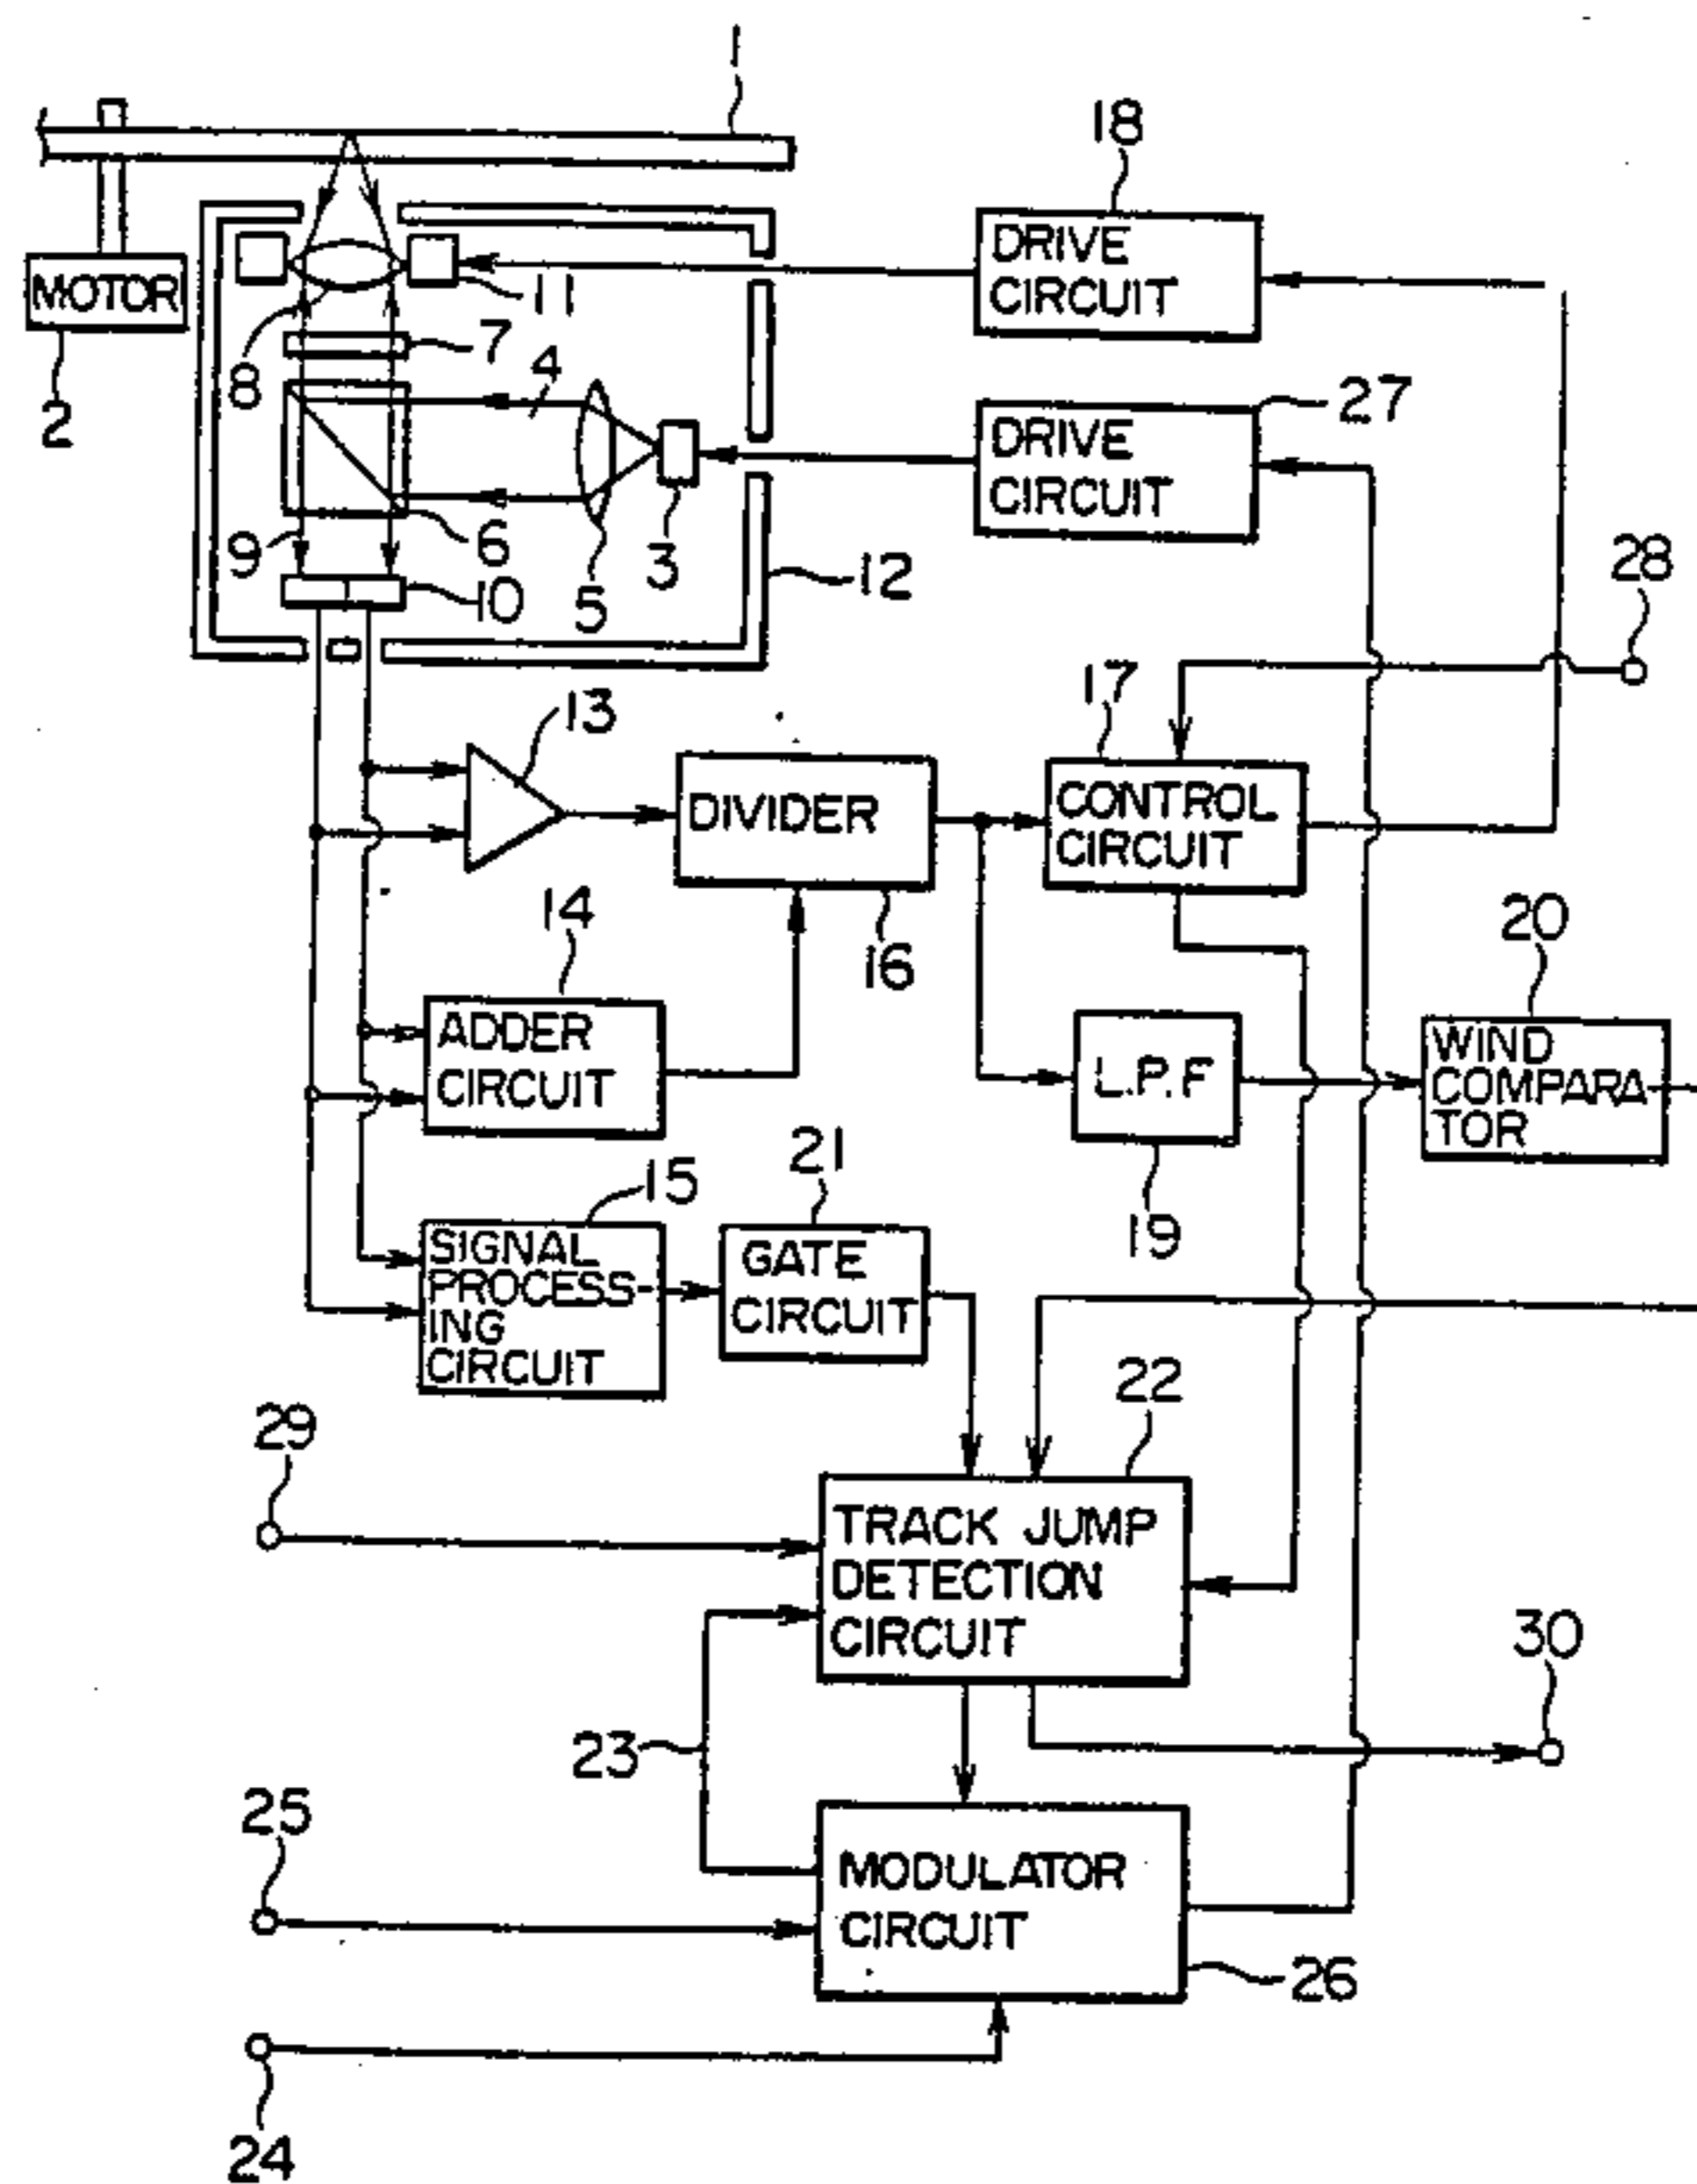 1
18
DRIVE
CIRCUIT
MOTOR
11
7
4
8
2
27
DRIVE
CIRCUIT
9
6
5
3
12
10
28
13
17
DIVIDER
CONTROL
CIRCUIT
14
16
20
ADDER
CIRCUIT
L.P.F
WIND
COMPARA-
TOR
15
21
19
SIGNAL
PROCESS-
ING
CIRCUIT
GATE
CIRCUIT
22
29
TRACK JUMP
DETECTION
CIRCUIT
30
23
25
MODULATOR
CIRCUIT
26
24